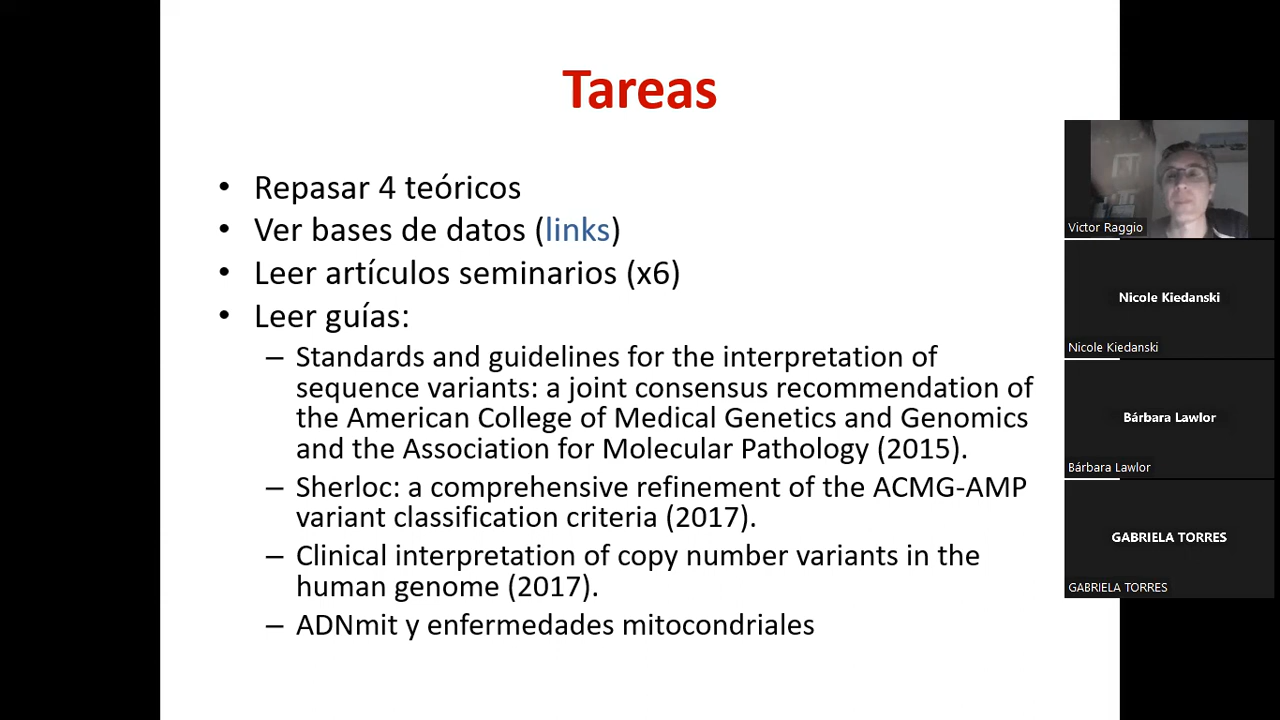 Tareas
• Repasar 4 teóricos
• Ver bases de datos (links)
• Leer artículos seminarios (x6)
• Leer guías:
– Standards and guidelines for the interpretation of
sequence variants: a joint consensus recommendation of
the American College of Medical Genetics and Genomics
and the Association for Molecular Pathology (2015).
– Sherloc: a comprehensive refinement of the ACMG-AMP
variant classification criteria (2017).
– Clinical interpretation of copy number variants in the
human genome (2017).
– ADNmit y enfermedades mitocondriales
Victor Raggio
Nicole Kiedanski
Nicole Kiedanski
Bárbara Lawlor
Bárbara Lawlor
GABRIELA TORRES
GABRIELA TORRES